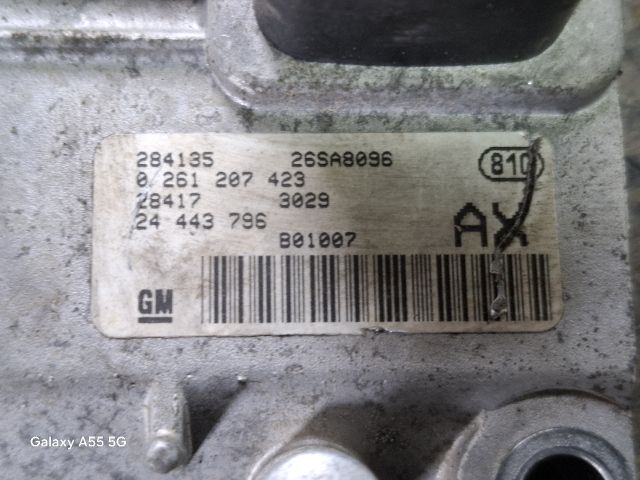 284135 26SA8096 810
0 261 207 423
28417 3029
24 443 796 AX
B01007
GM
Galaxy A55 5G